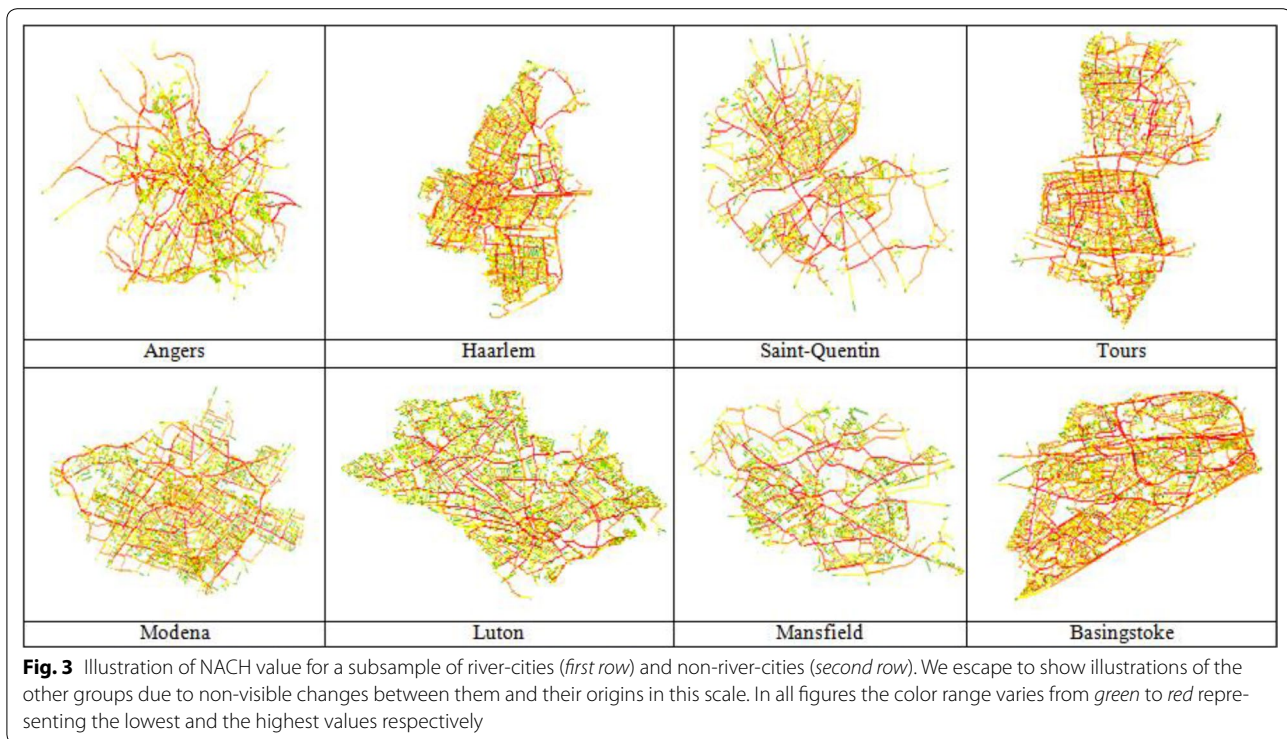 Angers
Haarlem
Saint-Quentin
Tours
Modena
Luton
Mansfield
Basingstoke
Fig. 3 Illustration of NACH value for a subsample of river-cities (first row) and non-river-cities (second row). We escape to show illustrations of the
other groups due to non-visible changes between them and their origins in this scale. In all figures the color range varies from green to red repre-
senting the lowest and the highest values respectively